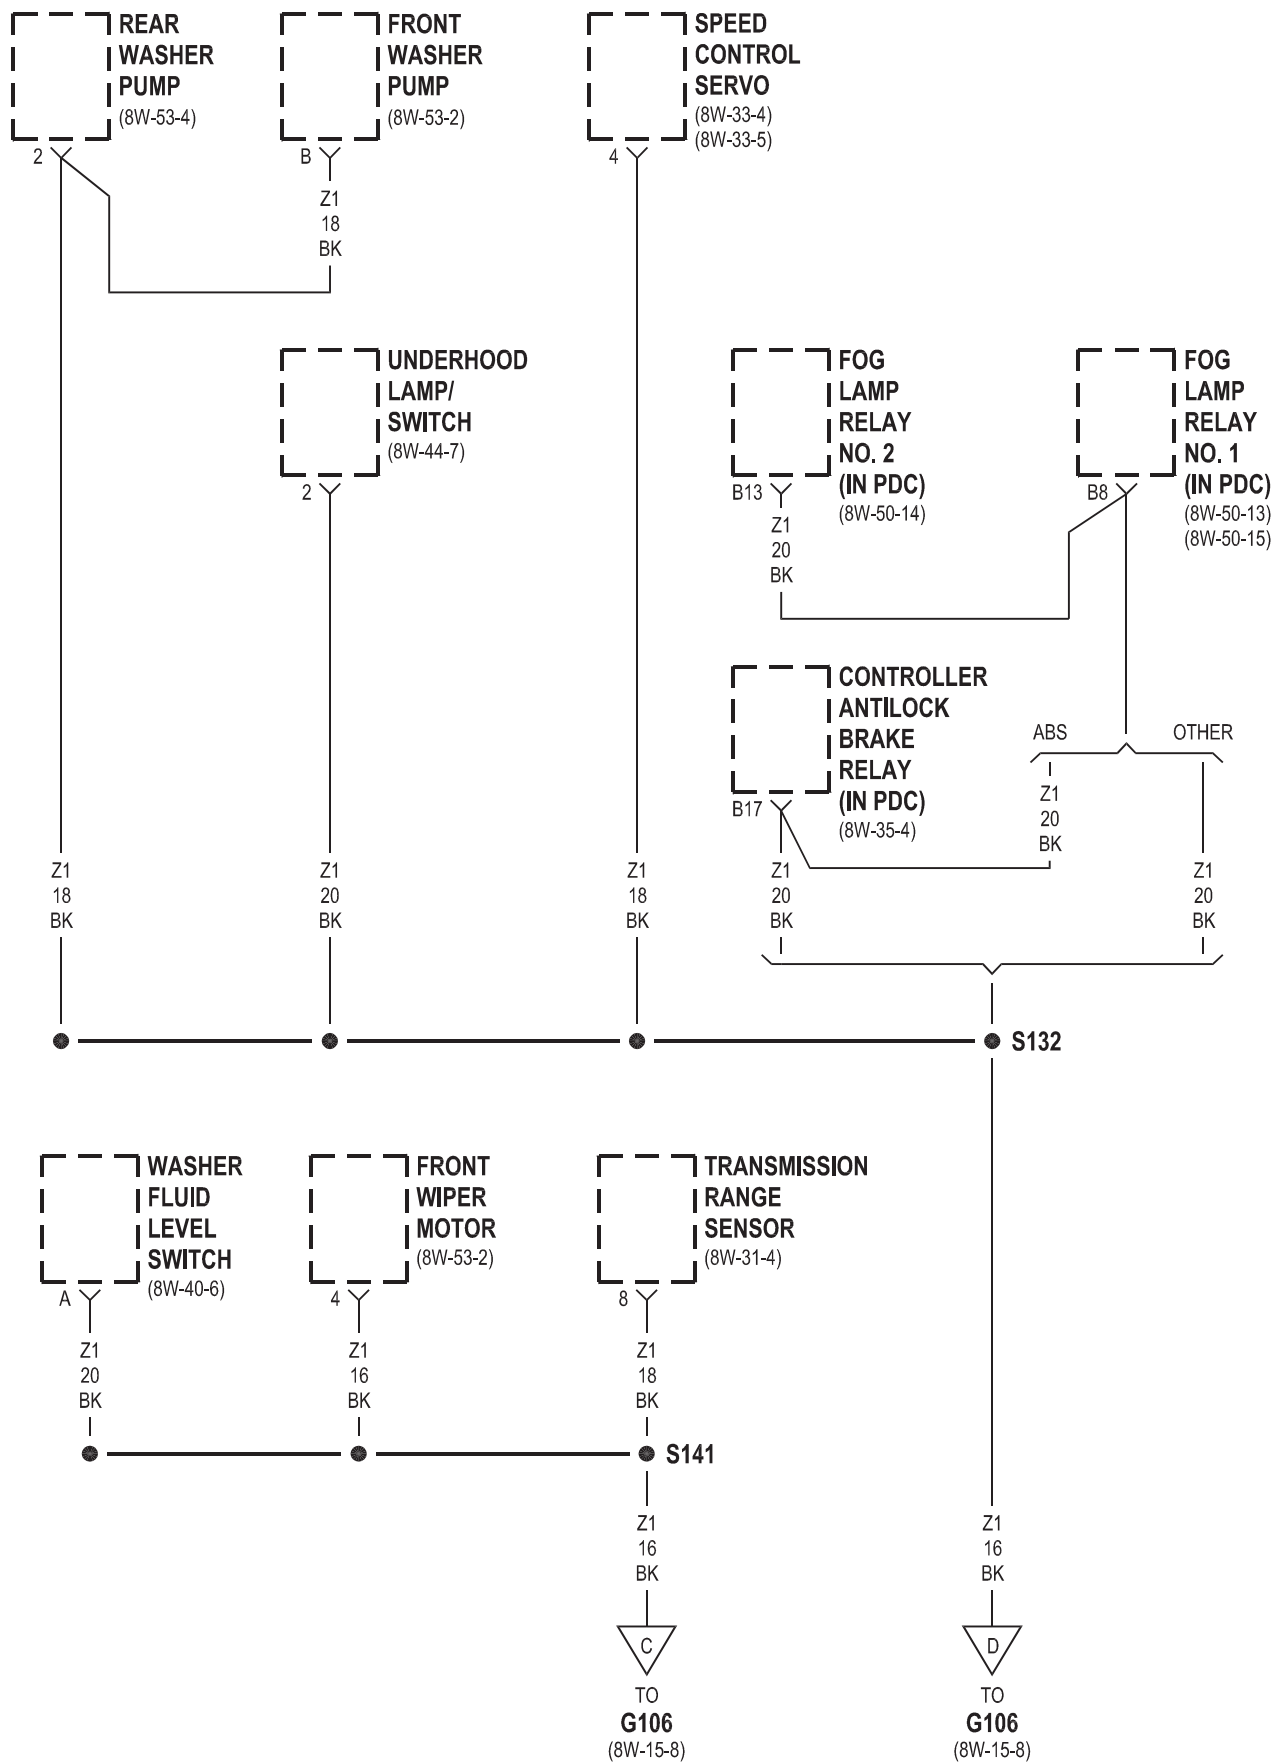 REAR
WASHER
PUMP
(8W-53-4)
2
FRONT
WASHER
PUMP
(8W-53-2)
B
Z1
18
BK
SPEED
CONTROL
SERVO
(8W-33-4)
(8W-33-5)
4
UNDERHOOD
LAMP/
SWITCH
(8W-44-7)
2
FOG
LAMP
RELAY
NO. 2
(IN PDC)
(8W-50-14)
B13
Z1
20
BK
FOG
LAMP
RELAY
NO. 1
(IN PDC)
(8W-50-13)
(8W-50-15)
B8
CONTROLLER
ANTILOCK
BRAKE
RELAY
(IN PDC)
(8W-35-4)
B17
ABS
OTHER
Z1
20
BK
Z1
18
BK
Z1
20
BK
Z1
18
BK
Z1
20
BK
Z1
20
BK
S132
WASHER
FLUID
LEVEL
SWITCH
(8W-40-6)
A
Z1
20
BK
FRONT
WIPER
MOTOR
(8W-53-2)
4
Z1
16
BK
TRANSMISSION
RANGE
SENSOR
(8W-31-4)
8
Z1
18
BK
S141
Z1
16
BK
C
TO
G106
(8W-15-8)
Z1
16
BK
D
TO
G106
(8W-15-8)